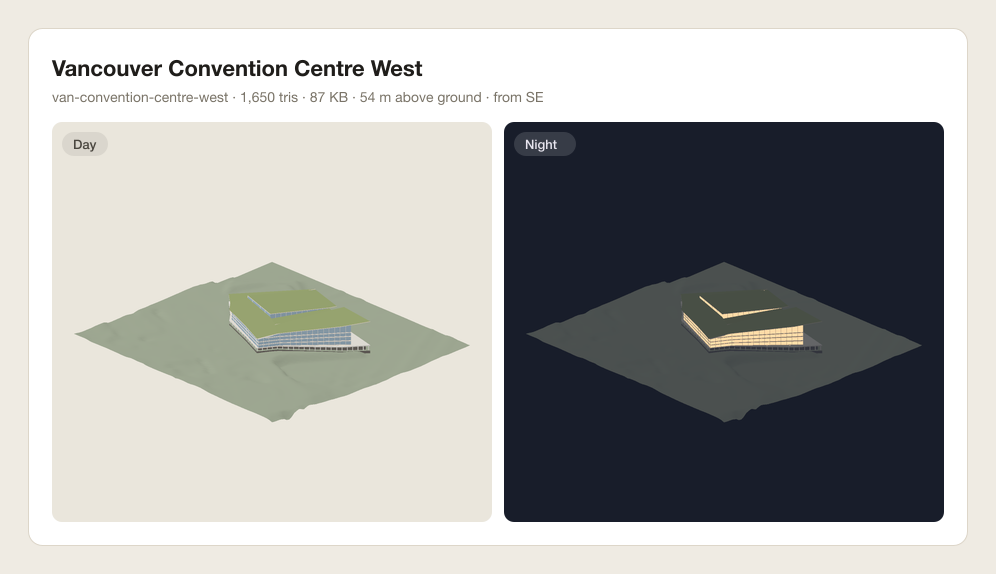 Vancouver Convention Centre West
van-convention-centre-west · 1,650 tris · 87 KB · 54 m above ground · from SE
Day
Night